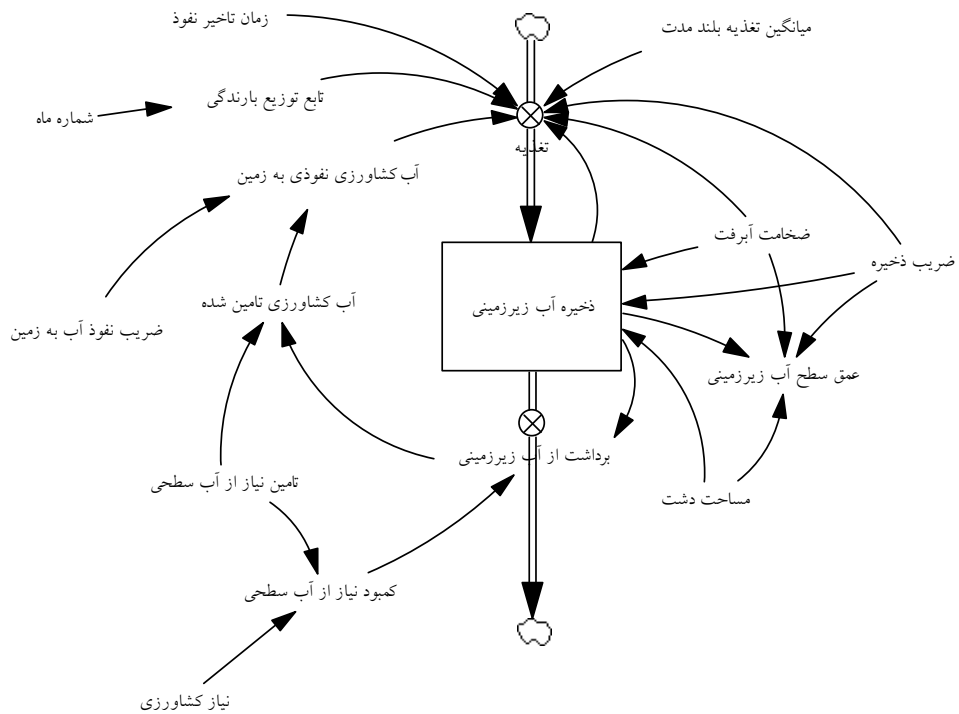 زمان تاخیر نفوذ
میانگین تغذیه بلند مدت
تابع توزیع بارندگی
شماره ماه
تغذیه
آب کشاورزی نفوذی به زمین
ضخامت آبرفت
ضریب ذخیره
ذخیره آب زیرزمینی
آب کشاورزی تامین شده
ضریب نفوذ آب به زمین
عمق سطح آب زیرزمینی
برداشت از آب زیرزمینی
تامین نیاز از آب سطحی
مساحت دشت
کمبود نیاز از آب سطحی
نیاز کشاورزی